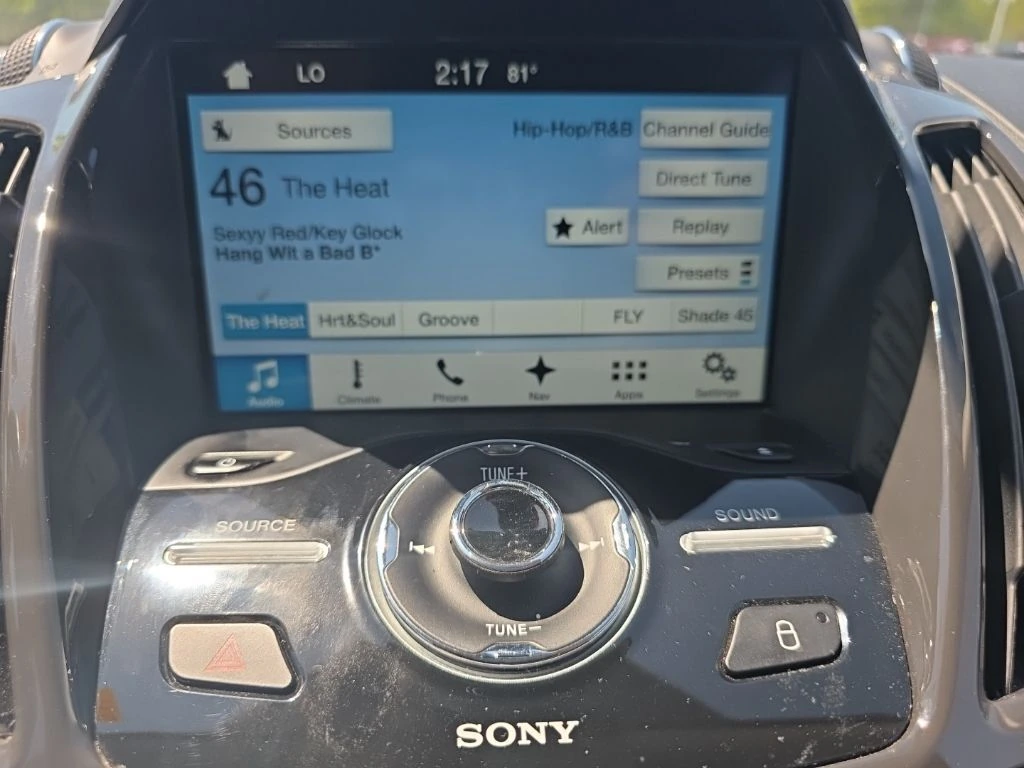 LO 2:17 81°
Sources Hip-Hop/R&B Channel Guide
46 The Heat Direct Tune
Sexyy Red/Key Glock Alert Replay
Hang Wit a Bad B*
Presets
The Heat Hrt&Soul Groove FLY Shade 45
Audio Climate Phone Nav Apps Settings
TUNE+
SOURCE SOUND
TUNE−
SONY